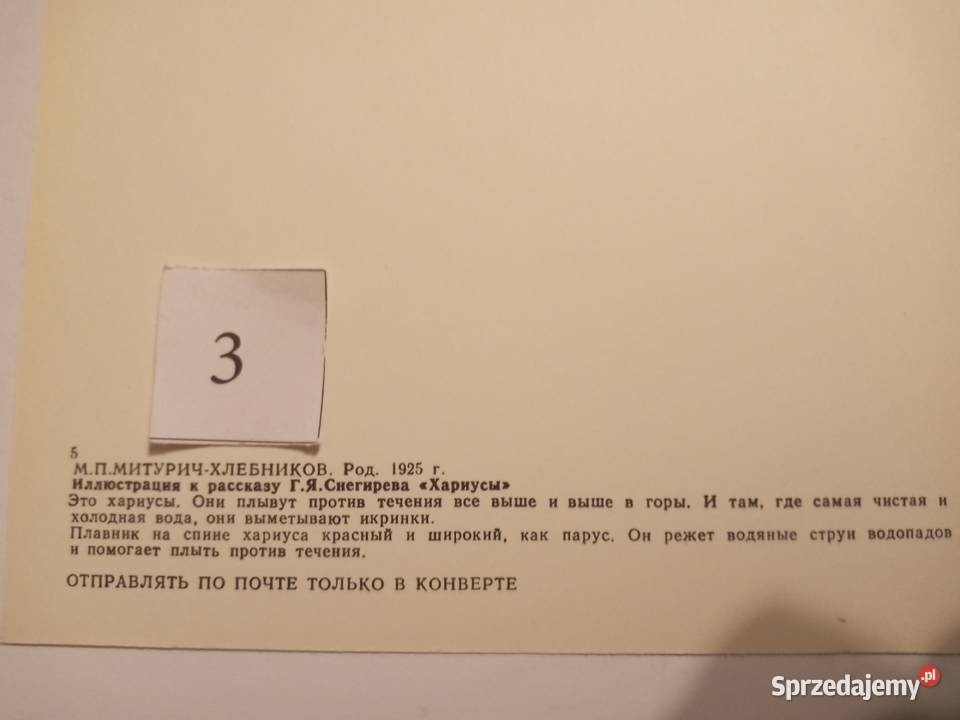 3
5
М.П.МИТУРИЧ-ХЛЕБНИКОВ. Род. 1925 г.
Иллюстрация к рассказу Г.Я.Снегирева «Хариусы»
Это хариусы. Они плывут против течения все выше и выше в горы. И там, где самая чистая и
холодная вода, они выметывают икринки.
Плавник на спине хариуса красный и широкий, как парус. Он режет водяные струи водопадов
и помогает плыть против течения.
ОТПРАВЛЯТЬ ПО ПОЧТЕ ТОЛЬКО В КОНВЕРТЕ
Sprzedajemy.pl